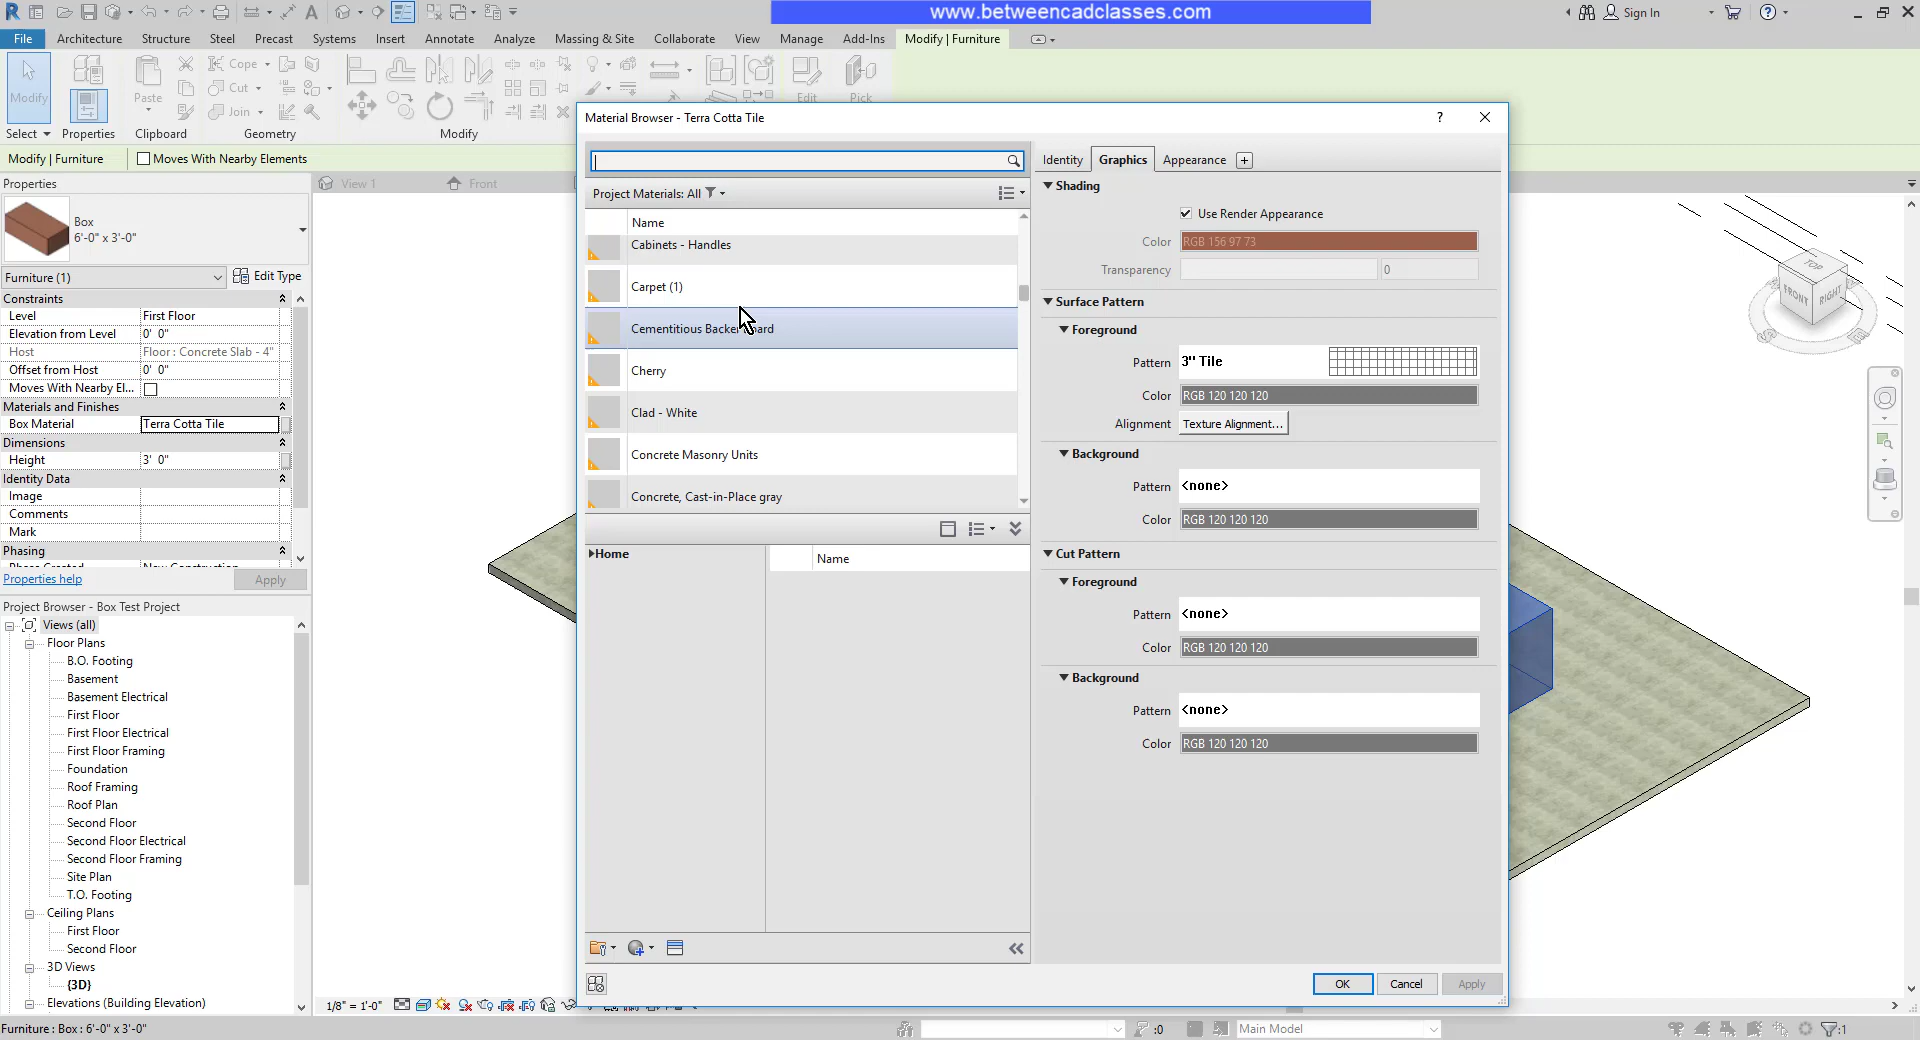 www.betweencadclasses.com
Sign In
File Architecture Structure Steel Precast Systems Insert Annotate Analyze Massing & Site Collaborate View Manage Add-Ins Modify | Furniture
Modify
Paste
Cope
Cut
Join
Edit
Pick
Select Properties Clipboard Geometry Modify
Modify | Furniture Moves With Nearby Elements
Properties
View 1
Front
Box
6'-0" x 3'-0"
Furniture (1) Edit Type
Constraints
Level First Floor
Elevation from Level 0' 0"
Host Floor : Concrete Slab - 4"
Offset from Host 0' 0"
Moves With Nearby El...
Materials and Finishes
Box Material Terra Cotta Tile
Dimensions
Height 3' 0"
Identity Data
Image
Comments
Mark
Phasing
Phase Created New Construction
Properties help Apply
Project Browser - Box Test Project
Views (all)
Floor Plans
B.O. Footing
Basement
Basement Electrical
First Floor
First Floor Electrical
First Floor Framing
Foundation
Roof Framing
Roof Plan
Second Floor
Second Floor Electrical
Second Floor Framing
Site Plan
T.O. Footing
Ceiling Plans
First Floor
Second Floor
3D Views
{3D}
Elevations (Building Elevation)
Material Browser - Terra Cotta Tile
Project Materials: All
Name
Cabinets - Handles
Carpet (1)
Cementitious Backer Board
Cherry
Clad - White
Concrete Masonry Units
Concrete, Cast-in-Place gray
Home
Name
Identity Graphics Appearance
Shading
Use Render Appearance
Color RGB 156 97 73
Transparency 0
Surface Pattern
Foreground
Pattern 3" Tile
Color RGB 120 120 120
Alignment Texture Alignment...
Background
Pattern <none>
Color RGB 120 120 120
Cut Pattern
Foreground
Pattern <none>
Color RGB 120 120 120
Background
Pattern <none>
Color RGB 120 120 120
OK Cancel Apply
TOP
FRONT
RIGHT
1/8" = 1'-0"
Furniture : Box : 6'-0" x 3'-0"
:0
Main Model
:1